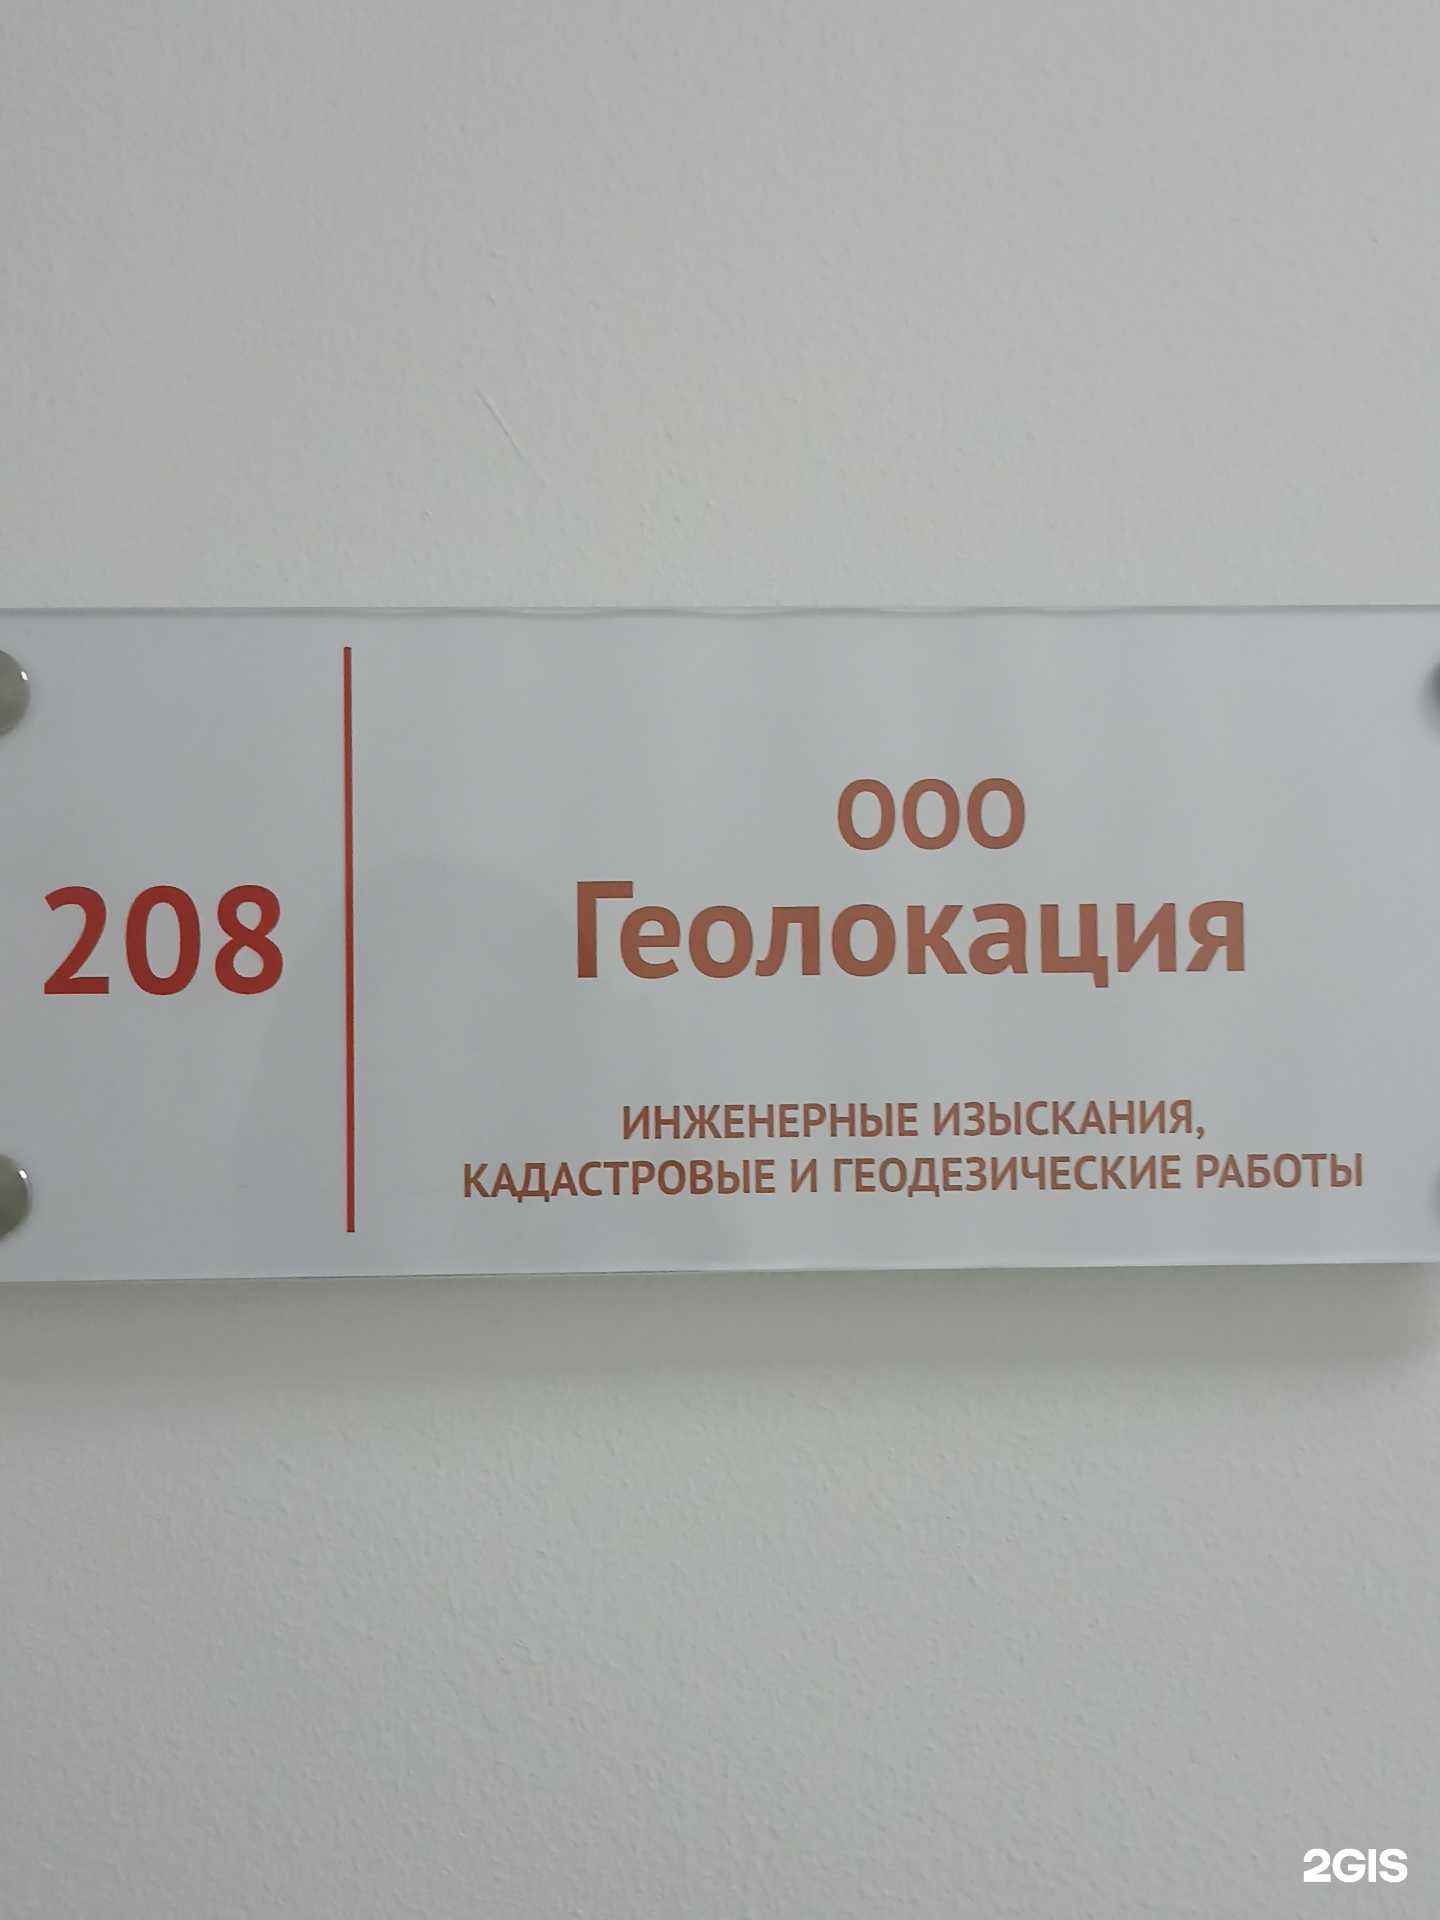 208
ООО
Геолокация
ИНЖЕНЕРНЫЕ ИЗЫСКАНИЯ,
КАДАСТРОВЫЕ И ГЕОДЕЗИЧЕСКИЕ РАБОТЫ
2GIS